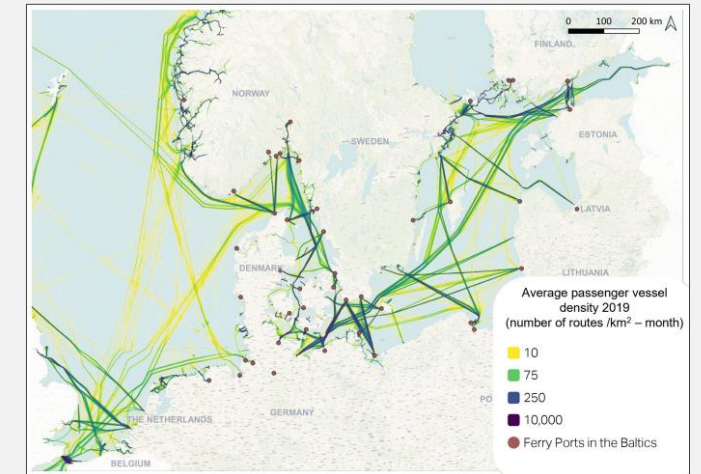 0 100 200 km
FINLAND
NORWAY
SWEDEN
ESTONIA
LATVIA
DENMARK
LITHUANIA
THE NETHERLANDS
GERMANY
PO
BELGIUM
Average passenger vessel
density 2019
(number of routes /km² – month)
10
75
250
10,000
Ferry Ports in the Baltics